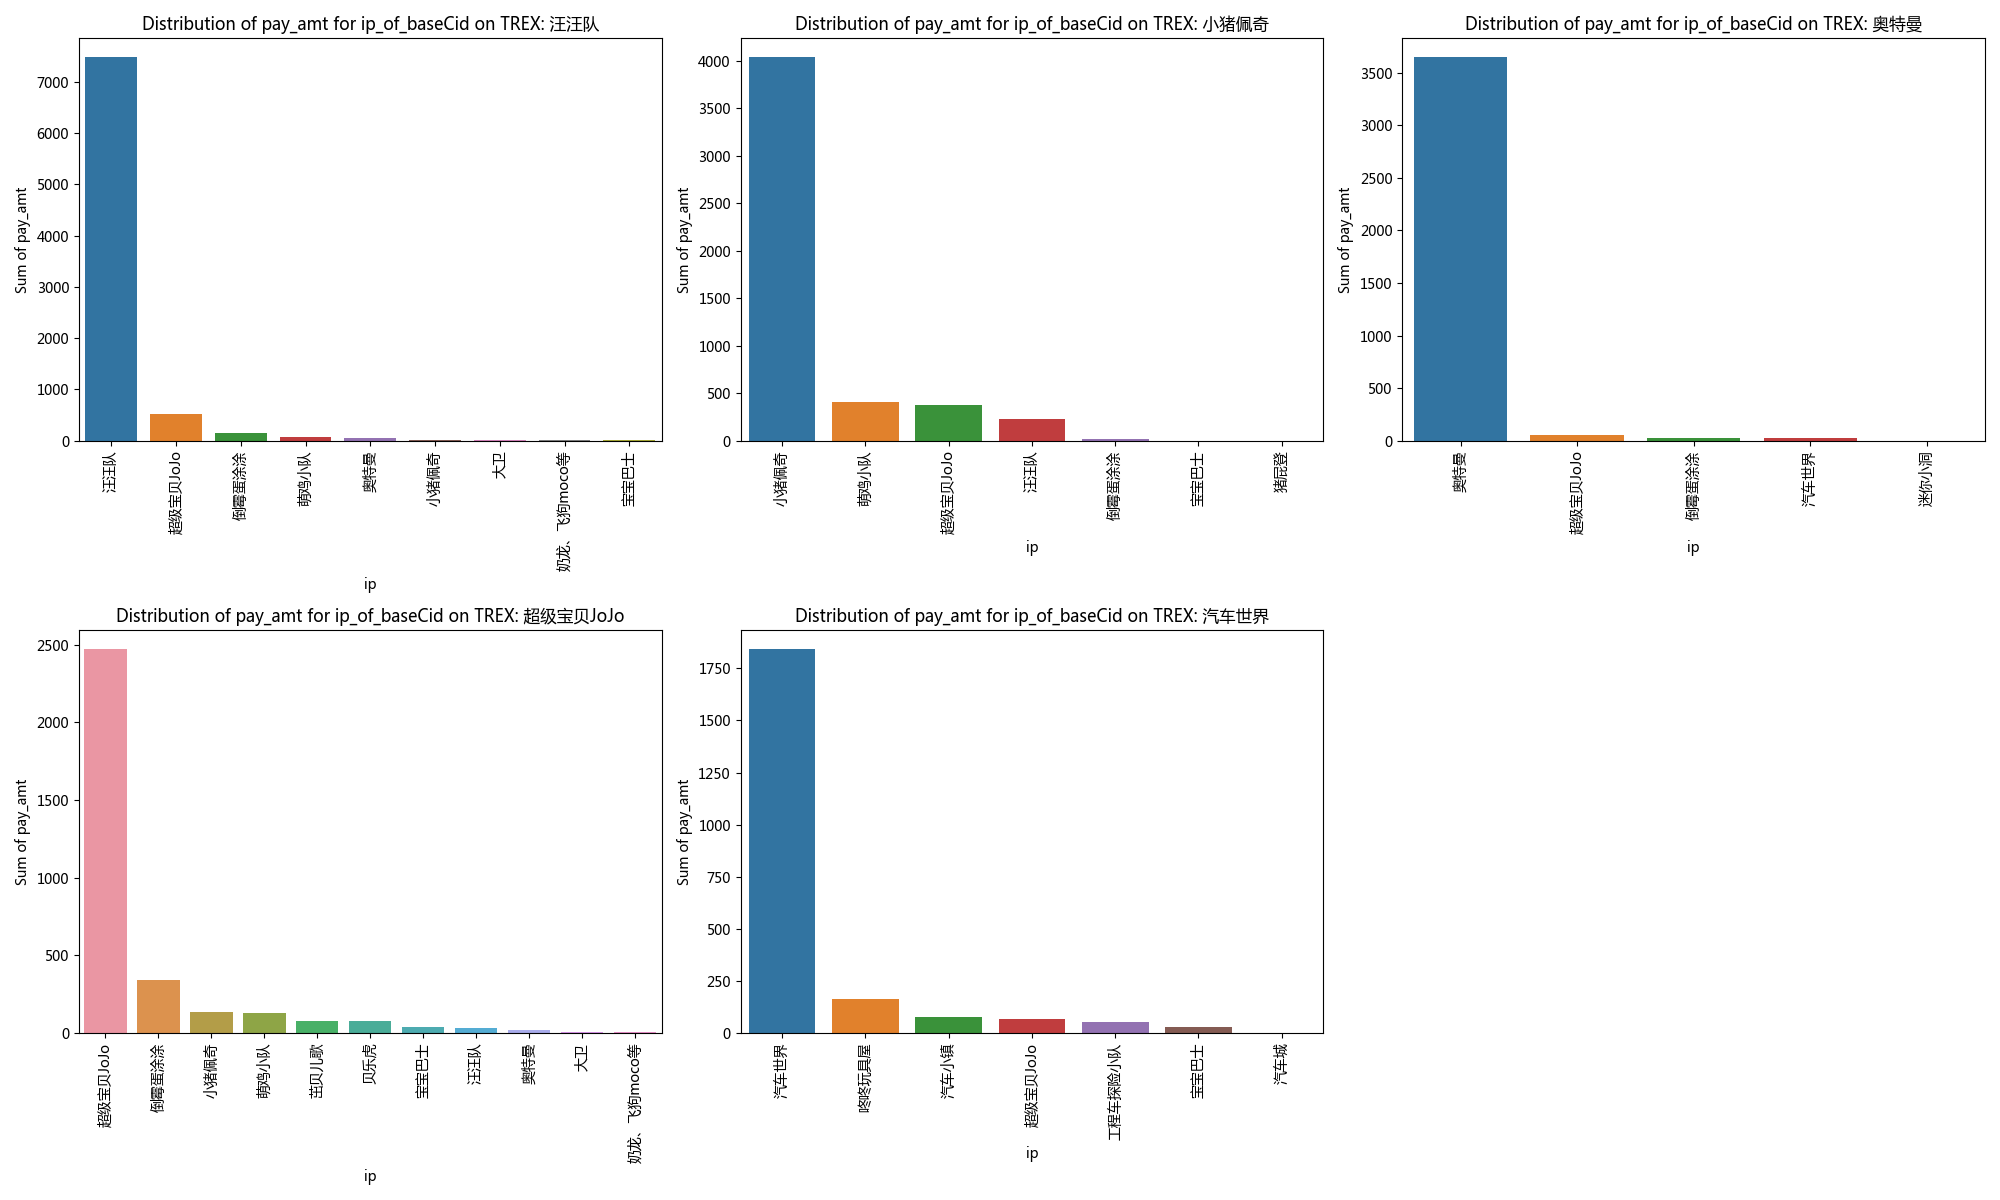 Distribution of pay_amt for ip_of_baseCid on TREX: 汪汪队
Sum of pay_amt
7000
6000
5000
4000
3000
2000
1000
0
汪汪队
超级宝贝JoJo
倒霉蛋涂涂
萌鸡小队
奥特曼
小猪佩奇
大卫
奶龙、飞狗moco等
宝宝巴士
ip
Distribution of pay_amt for ip_of_baseCid on TREX: 小猪佩奇
Sum of pay_amt
4000
3500
3000
2500
2000
1500
1000
500
0
小猪佩奇
萌鸡小队
超级宝贝JoJo
汪汪队
倒霉蛋涂涂
宝宝巴士
猪屁登
ip
Distribution of pay_amt for ip_of_baseCid on TREX: 奥特曼
Sum of pay_amt
3500
3000
2500
2000
1500
1000
500
0
奥特曼
超级宝贝JoJo
倒霉蛋涂涂
汽车世界
迷你小洞
ip
Distribution of pay_amt for ip_of_baseCid on TREX: 超级宝贝JoJo
Sum of pay_amt
2500
2000
1500
1000
500
0
超级宝贝JoJo
倒霉蛋涂涂
小猪佩奇
萌鸡小队
茁贝儿歌
贝乐虎
宝宝巴士
汪汪队
奥特曼
大卫
奶龙、飞狗moco等
ip
Distribution of pay_amt for ip_of_baseCid on TREX: 汽车世界
Sum of pay_amt
1750
1500
1250
1000
750
500
250
0
汽车世界
咚咚玩具屋
汽车小镇
超级宝贝JoJo
工程车探险小队
宝宝巴士
汽车城
ip